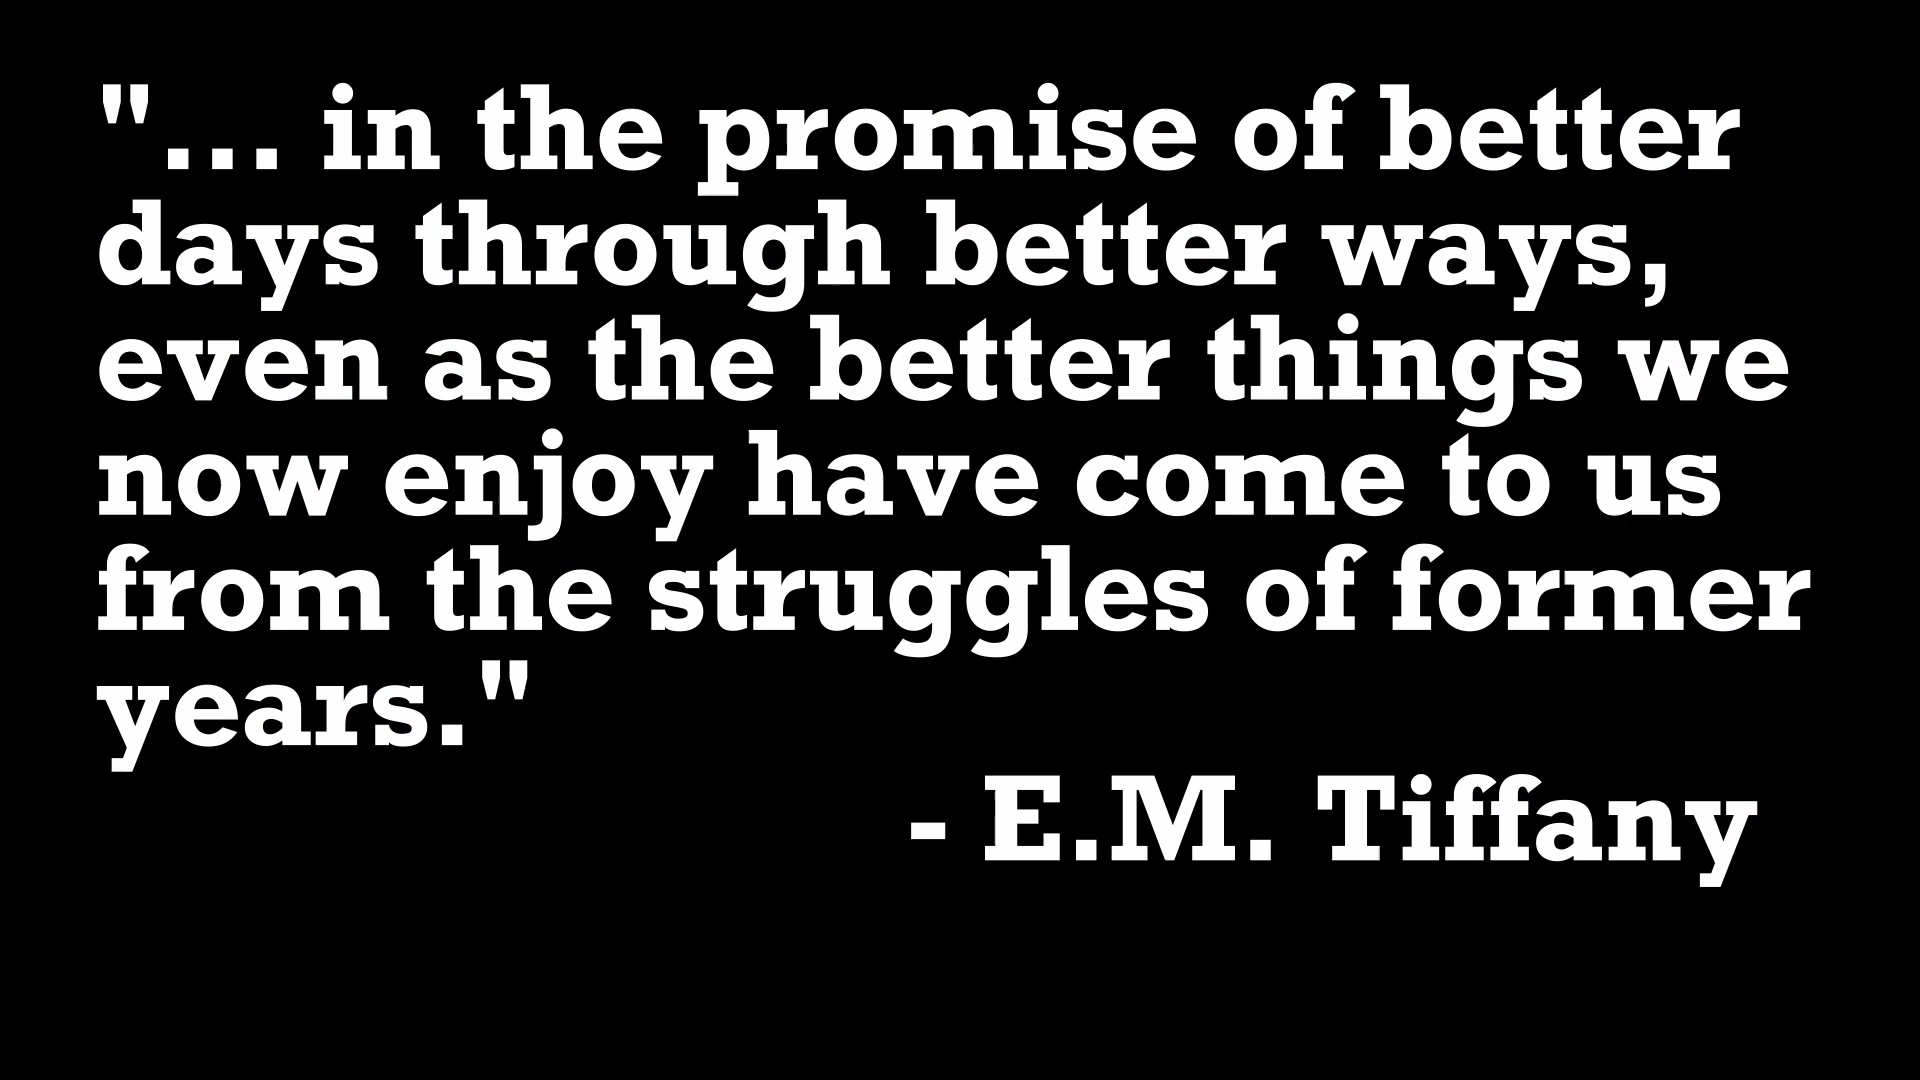 "... in the promise of better
days through better ways,
even as the better things we
now enjoy have come to us
from the struggles of former
years."
- E.M. Tiffany